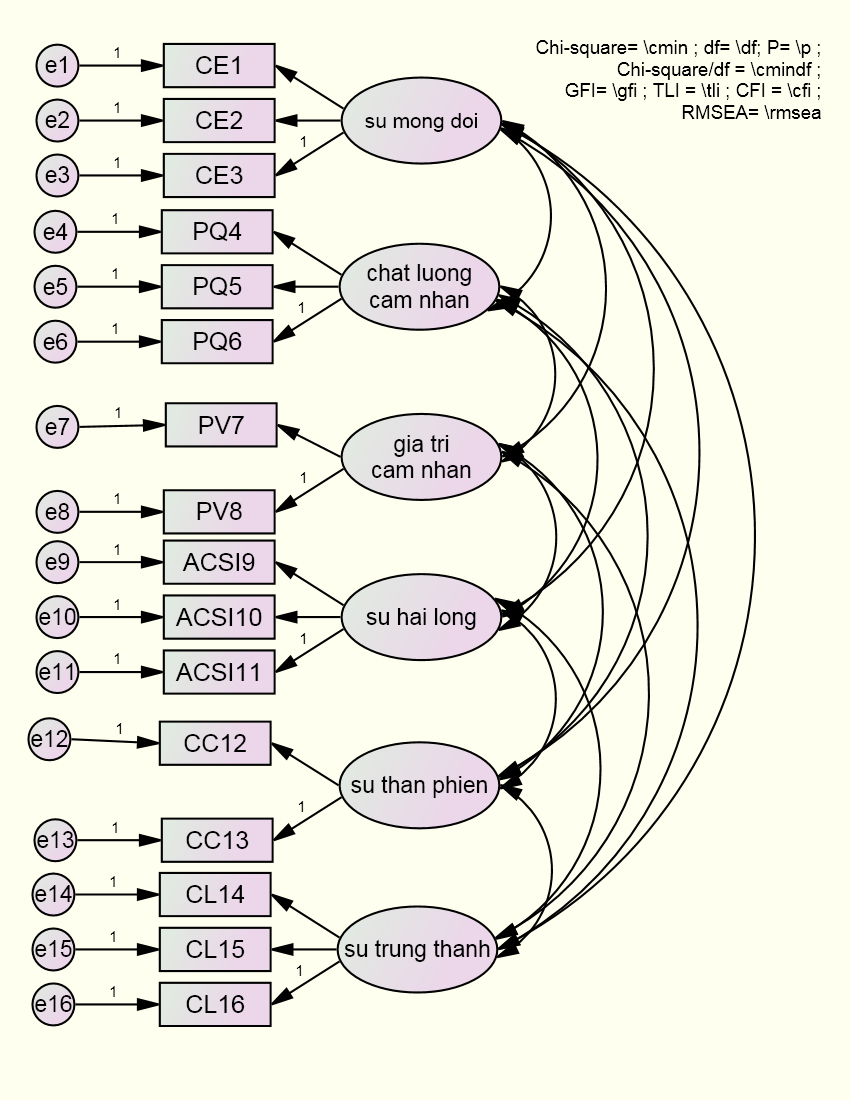 Chi-square= \cmin ; df= \df; P= \p ;
Chi-square/df = \cmindf ;
GFI= \gfi ; TLI = \tli ; CFI = \cfi ;
RMSEA= \rmsea
e1 1 CE1
e2 1 CE2
su mong doi
e3 1 CE3 1
e4 1 PQ4
e5 1 PQ5
chat luong
cam nhan
e6 1 PQ6 1
e7 1 PV7
gia tri
cam nhan
e8 1 PV8 1
e9 1 ACSI9
e10 1 ACSI10
su hai long
e11 1 ACSI11 1
e12 1 CC12
su than phien
e13 1 CC13 1
e14 1 CL14
e15 1 CL15
su trung thanh
e16 1 CL16 1